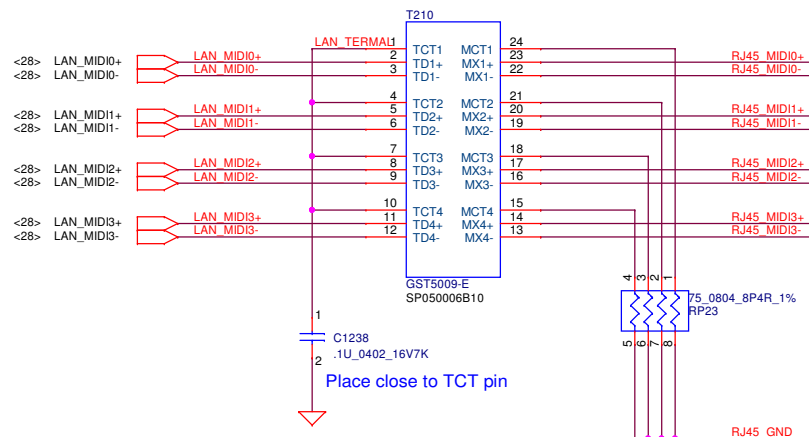 T210
LAN_TERMAL 1 TCT1 MCT1 24
<28> LAN_MIDI0+ LAN_MIDI0+ 2 TD1+ MX1+ 23 RJ45_MIDI0+
<28> LAN_MIDI0- LAN_MIDI0- 3 TD1- MX1- 22 RJ45_MIDI0-
4 TCT2 MCT2 21
<28> LAN_MIDI1+ LAN_MIDI1+ 5 TD2+ MX2+ 20 RJ45_MIDI1+
<28> LAN_MIDI1- LAN_MIDI1- 6 TD2- MX2- 19 RJ45_MIDI1-
7 TCT3 MCT3 18
<28> LAN_MIDI2+ LAN_MIDI2+ 8 TD3+ MX3+ 17 RJ45_MIDI2+
<28> LAN_MIDI2- LAN_MIDI2- 9 TD3- MX3- 16 RJ45_MIDI2-
10 TCT4 MCT4 15
<28> LAN_MIDI3+ LAN_MIDI3+ 11 TD4+ MX4+ 14 RJ45_MIDI3+
<28> LAN_MIDI3- LAN_MIDI3- 12 TD4- MX4- 13 RJ45_MIDI3-
GST5009-E
SP050006B10
4 3 2 1
75_0804_8P4R_1%
RP23
5 6 7 8
1
C1238
.1U_0402_16V7K
2
Place close to TCT pin
RJ45_GND